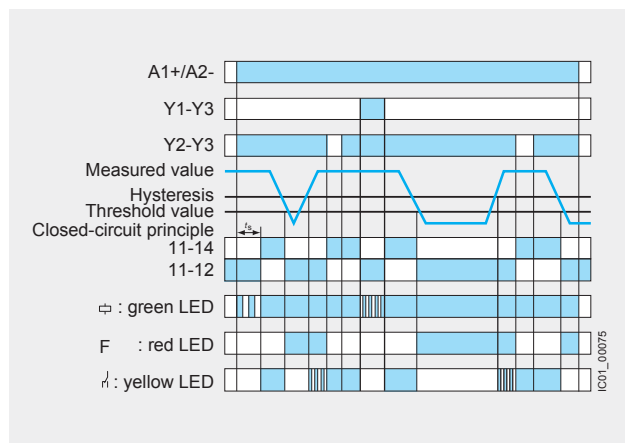 A1+/A2-
Y1-Y3
Y2-Y3
Measured value
Hysteresis
Threshold value
Closed-circuit principle
ts
11-14
11-12
: green LED
F : red LED
: yellow LED
IC01_00075